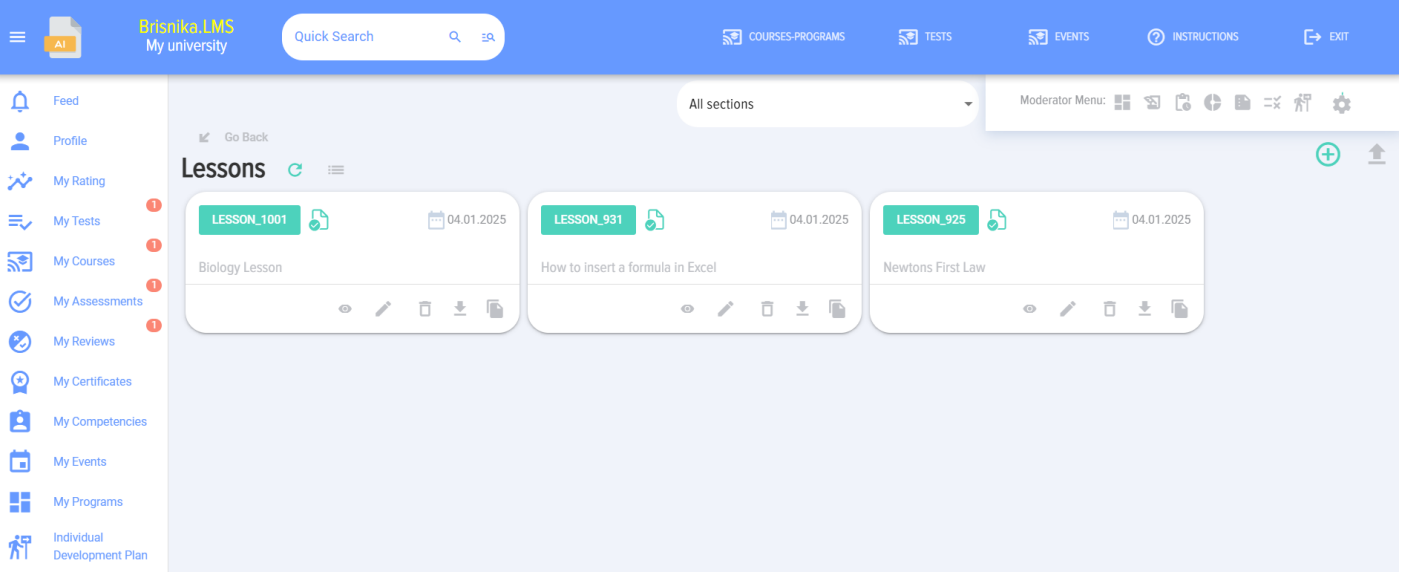 AI
Brisnika.LMS
My university
Quick Search
COURSES-PROGRAMS
TESTS
EVENTS
INSTRUCTIONS
EXIT
All sections
Moderator Menu:
Feed
Profile
My Rating
1
My Tests
1
My Courses
1
My Assessments
1
My Reviews
My Certificates
My Competencies
My Events
My Programs
Individual
Development Plan
Go Back
Lessons
LESSON_1001
04.01.2025
Biology Lesson
LESSON_931
04.01.2025
How to insert a formula in Excel
LESSON_925
04.01.2025
Newtons First Law